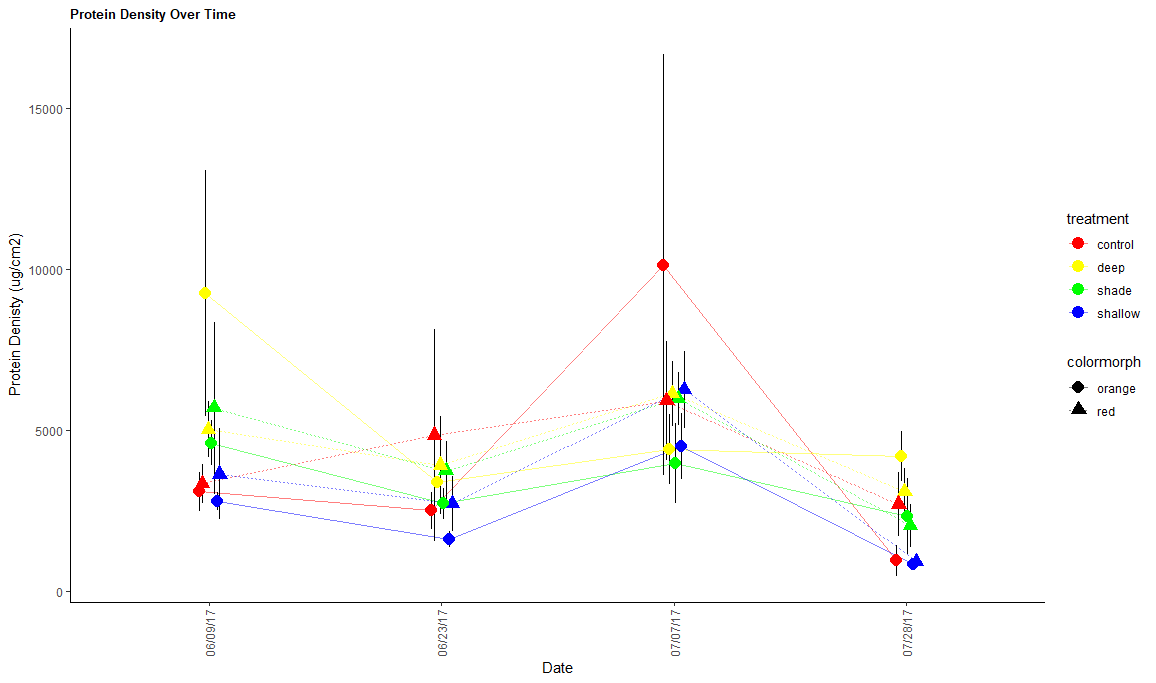 Protein Density Over Time
15000
10000
5000
0
Protein Denisty (ug/cm2)
06/09/17
06/23/17
07/07/17
07/28/17
Date
treatment
control
deep
shade
shallow
colormorph
orange
red